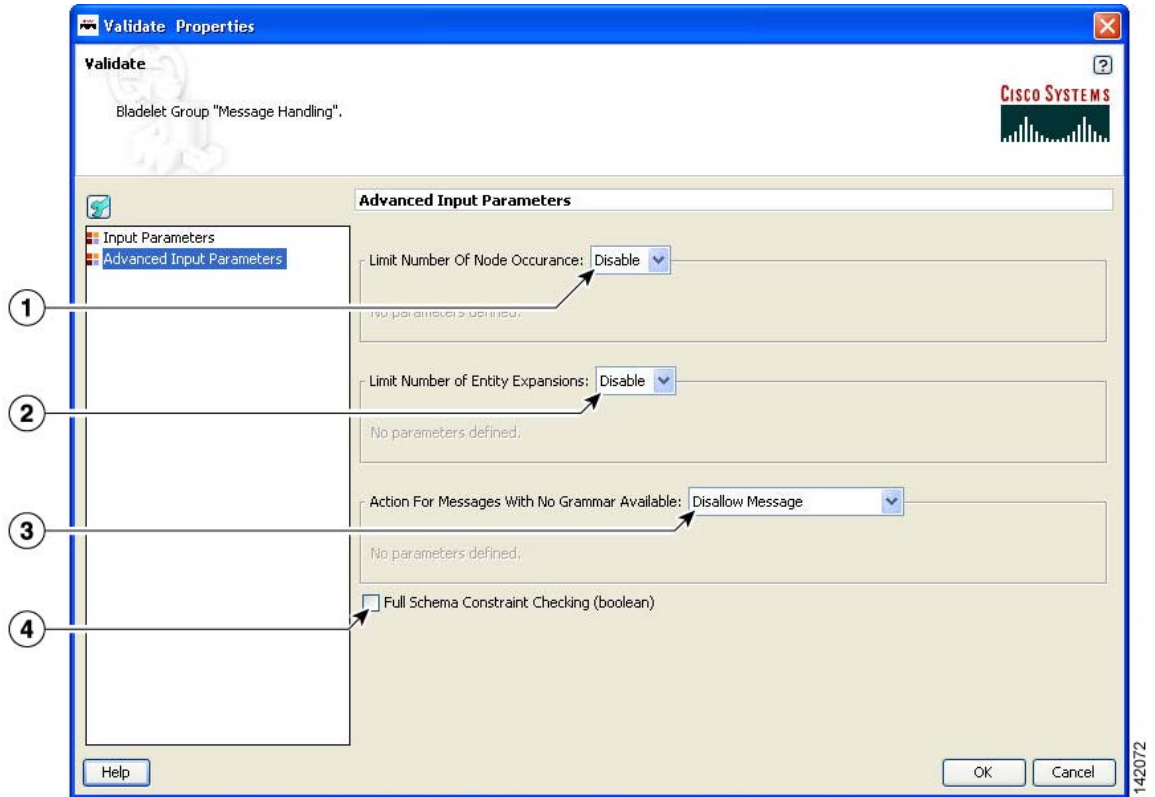 Validate Properties
Validate
?
Bladelet Group "Message Handling".
CISCO SYSTEMS
Advanced Input Parameters
Input Parameters
Advanced Input Parameters
Limit Number Of Node Occurance: Disable
1
No parameters defined.
Limit Number of Entity Expansions: Disable
2
No parameters defined.
Action For Messages With No Grammar Available: Disallow Message
3
No parameters defined.
Full Schema Constraint Checking (boolean)
4
Help
OK
Cancel
142072